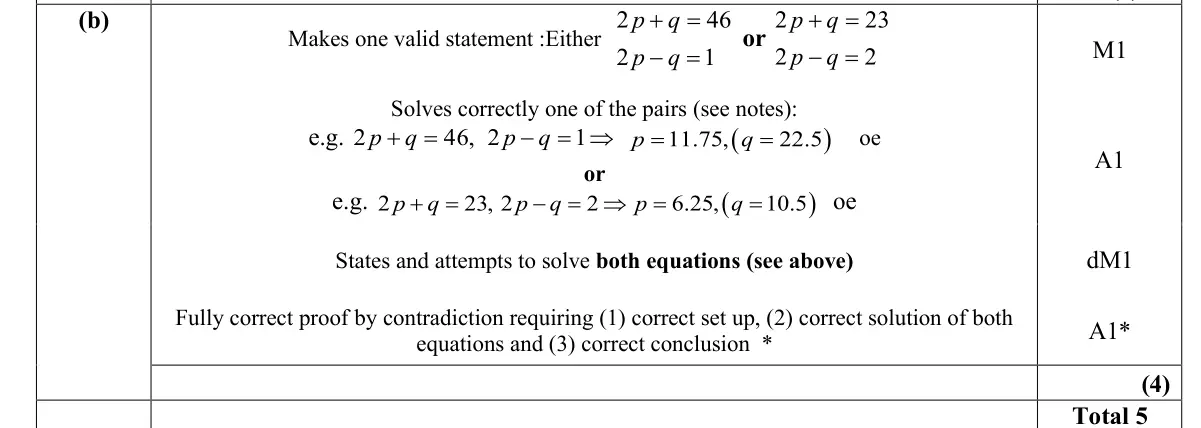 (b)
Makes one valid statement :Either 2p + q = 46 or 2p + q = 23
2p − q = 1 2p − q = 2
M1
Solves correctly one of the pairs (see notes):
e.g. 2p + q = 46, 2p − q = 1 ⇒ p = 11.75, (q = 22.5) oe
or
A1
e.g. 2p + q = 23, 2p − q = 2 ⇒ p = 6.25, (q = 10.5) oe
States and attempts to solve both equations (see above) dM1
Fully correct proof by contradiction requiring (1) correct set up, (2) correct solution of both
equations and (3) correct conclusion *
A1*
(4)
Total 5